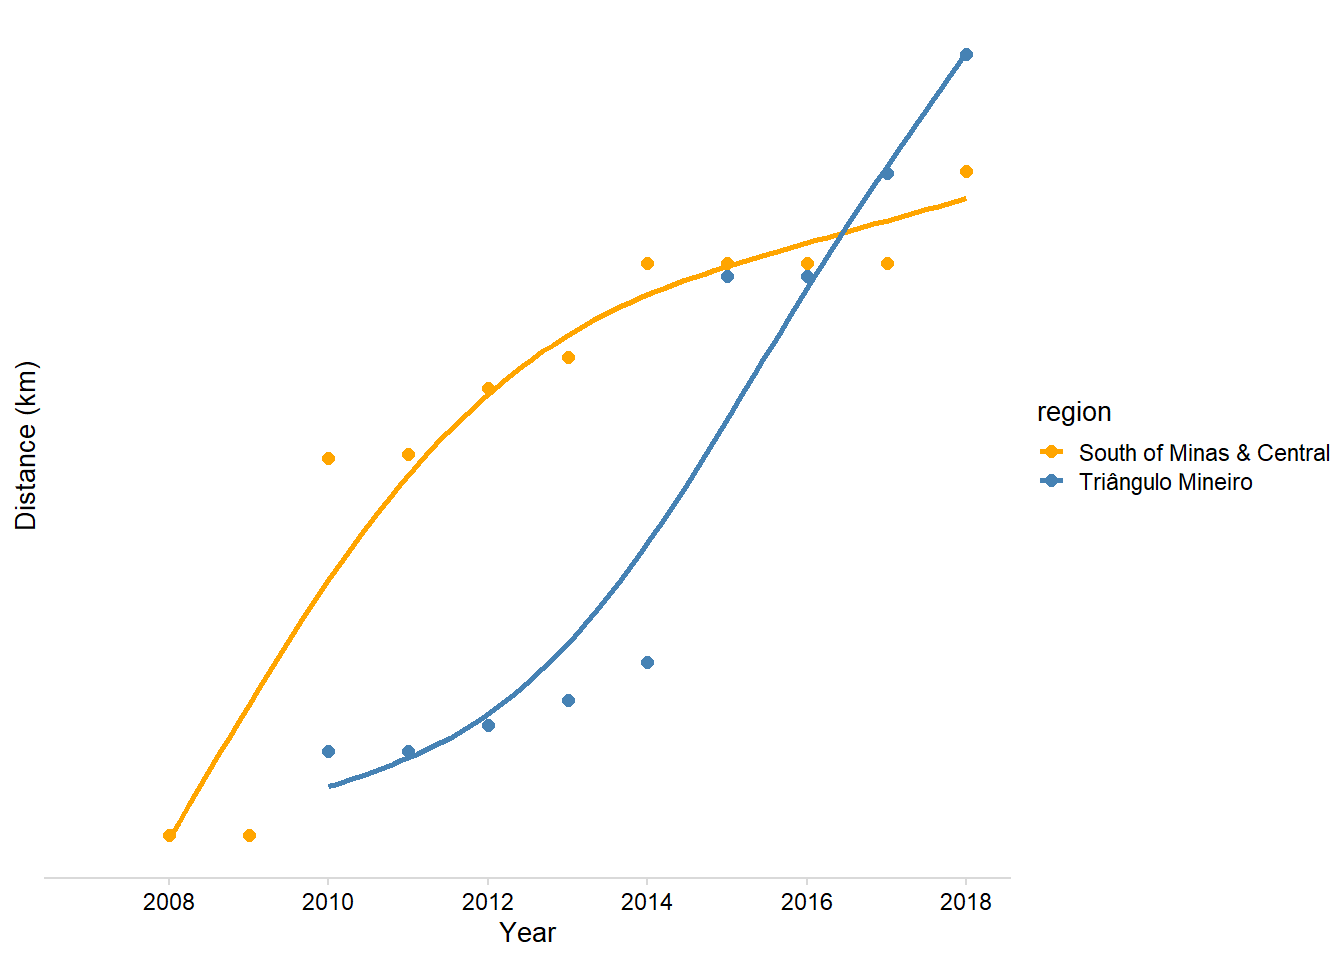 Distance (km)
2008 2010 2012 2014 2016 2018
Year
region
South of Minas & Central
Triângulo Mineiro